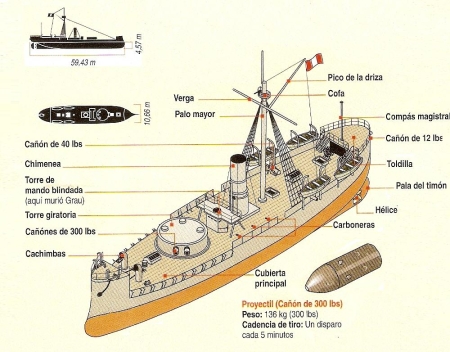 4,57 m
59,43 m
10,66 m
Pico de la driza
Cofa
Verga
Palo mayor
Compás magistral
Cañón de 40 lbs
Cañón de 12 lbs
Chimenea
Toldilla
Torre de
mando blindada
(aquí murió Grau)
Pala del timón
Torre giratoria
Hélice
Cañónes de 300 lbs
Carboneras
Cachimbas
Cubierta
principal
Proyectil (Cañón de 300 lbs)
Peso: 136 kg (300 lbs)
Cadencia de tiro: Un disparo
cada 5 minutos